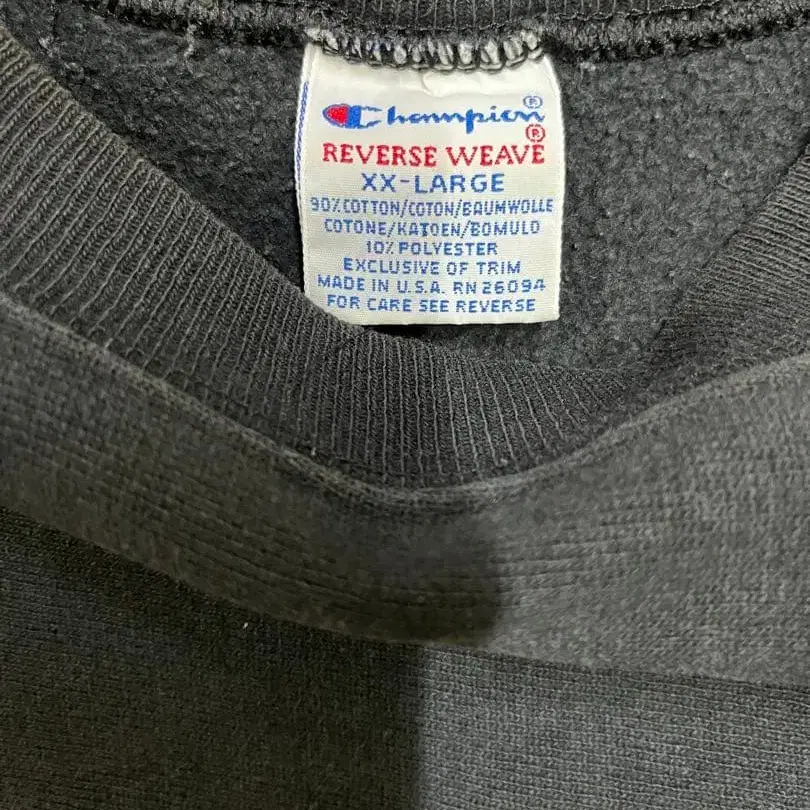 Champion®
®
REVERSE WEAVE
XX-LARGE
90% COTTON/COTON/BAUMWOLLE
COTONE/KATOEN/BOMULD
10% POLYESTER
EXCLUSIVE OF TRIM
MADE IN U.S.A. RN 26094
FOR CARE SEE REVERSE